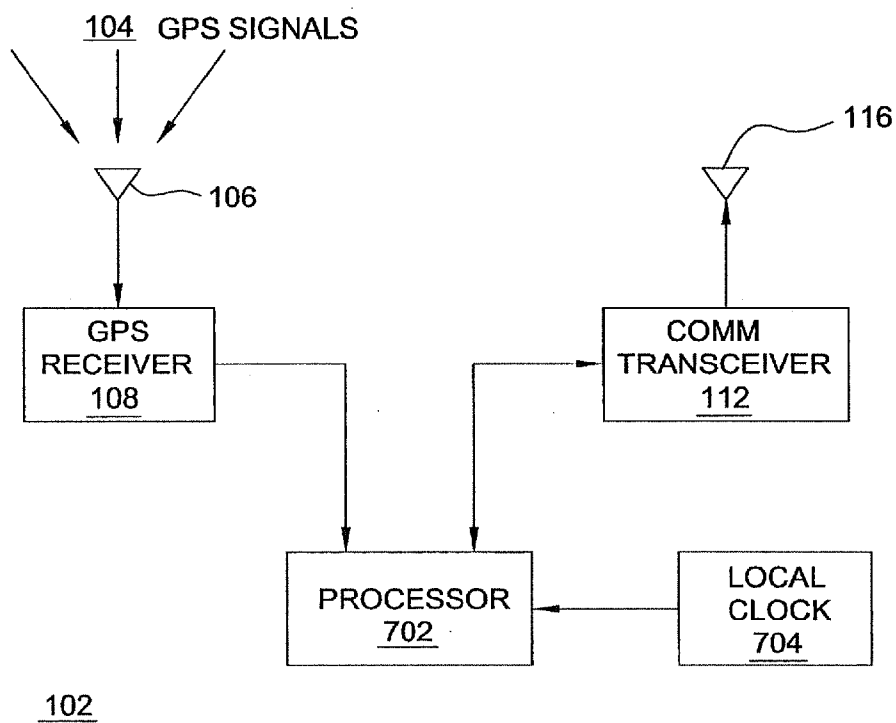 104 GPS SIGNALS
116
106
GPS
RECEIVER
108
COMM
TRANSCEIVER
112
PROCESSOR
702
LOCAL
CLOCK
704
102